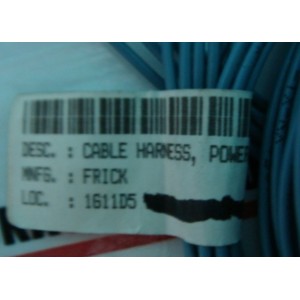 DESC. : CABLE HARNESS, POWER
MNFG. : FRICK
LOC. : 1611D5